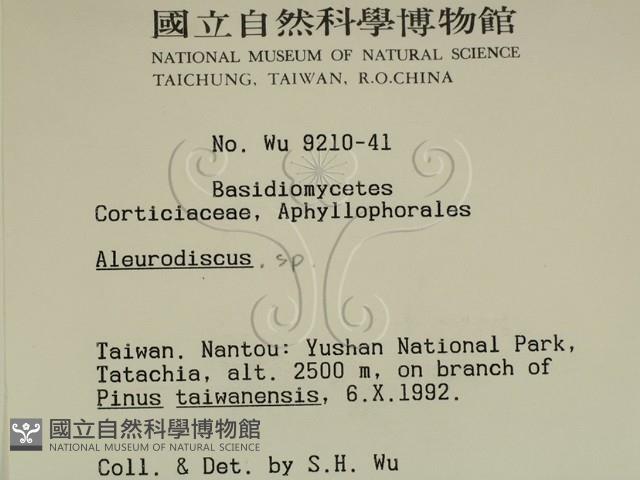 國立自然科學博物館
NATIONAL MUSEUM OF NATURAL SCIENCE
TAICHUNG, TAIWAN, R.O.CHINA
No. Wu 9210-41
Basidiomycetes
Corticiaceae, Aphyllophorales
Aleurodiscus. sp.
Taiwan. Nantou: Yushan National Park,
Tatachia, alt. 2500 m, on branch of
Pinus taiwanensis, 6.X.1992.
國立自然科學博物館
NATIONAL MUSEUM OF NATURAL SCIENCE
Coll. & Det. by S.H. Wu